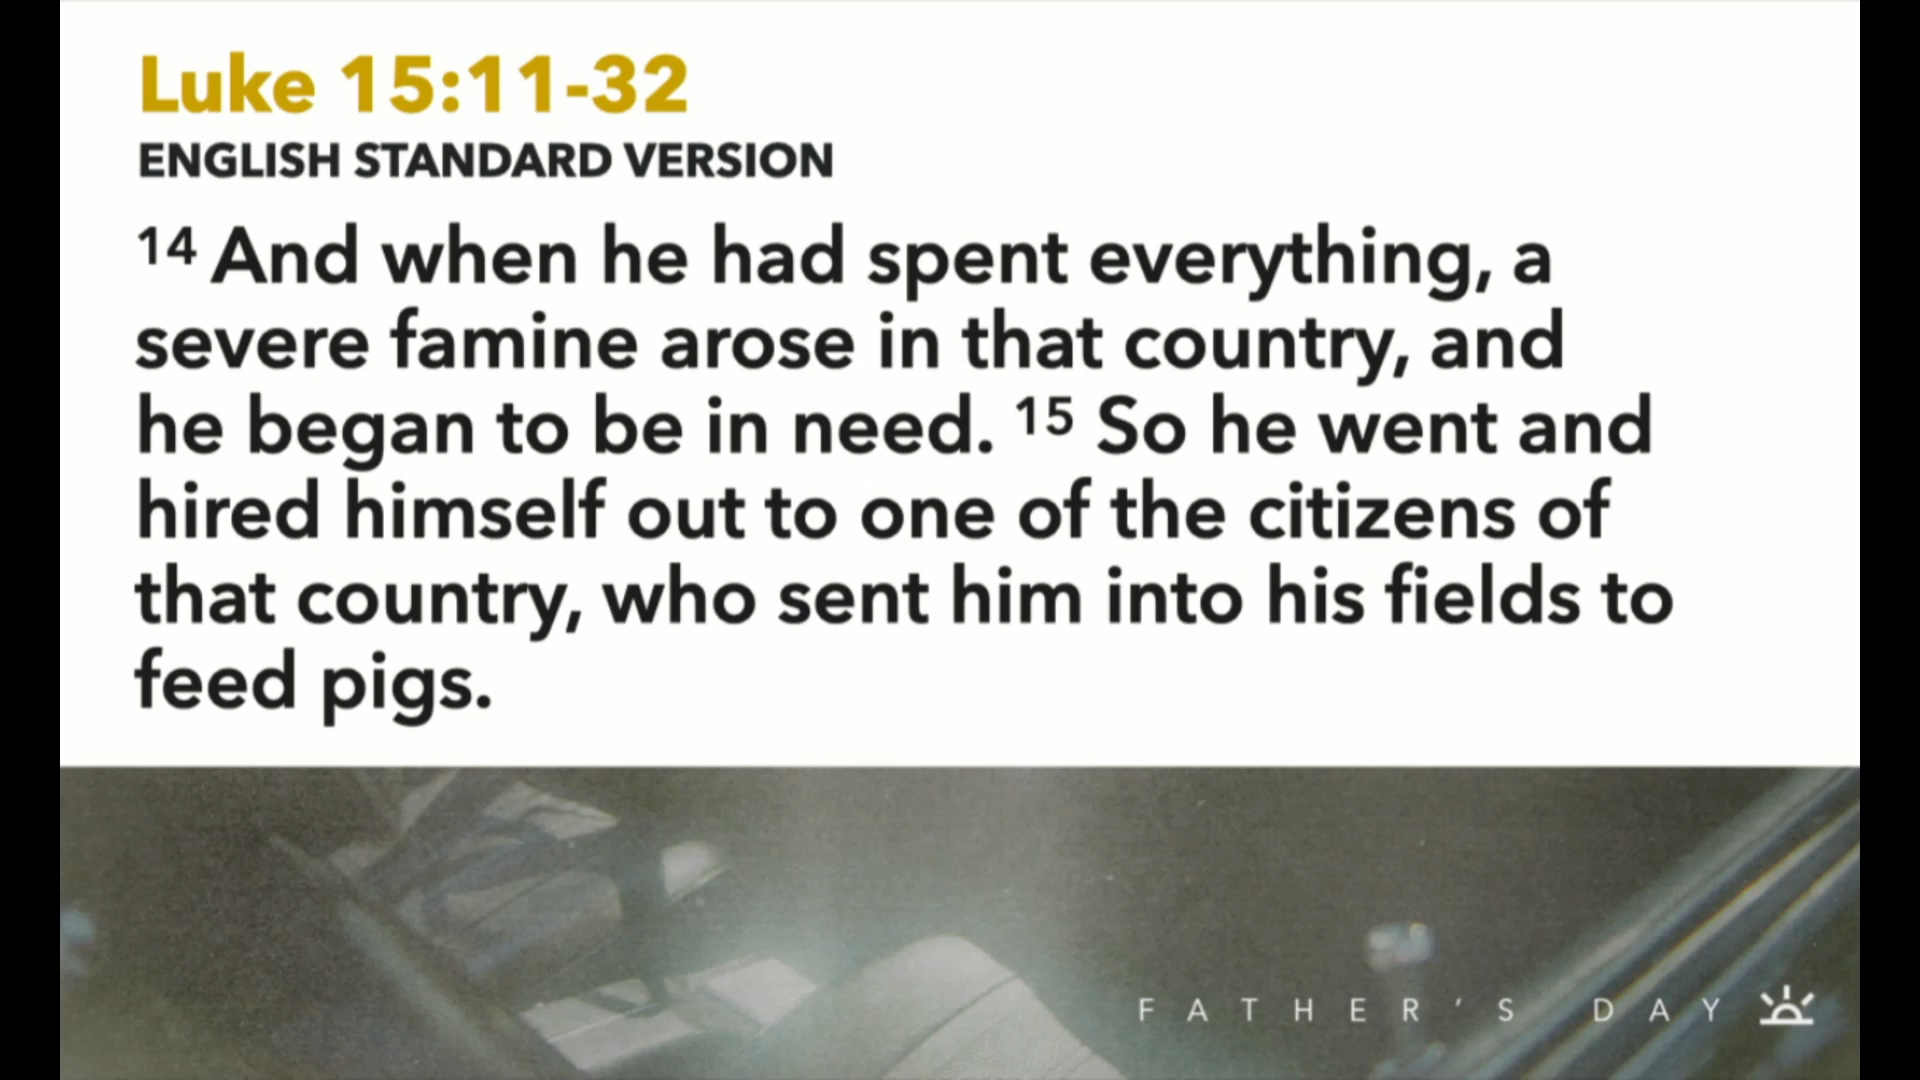 Luke 15:11-32
ENGLISH STANDARD VERSION
14 And when he had spent everything, a
severe famine arose in that country, and
he began to be in need. 15 So he went and
hired himself out to one of the citizens of
that country, who sent him into his fields to
feed pigs.
FATHER'S DAY